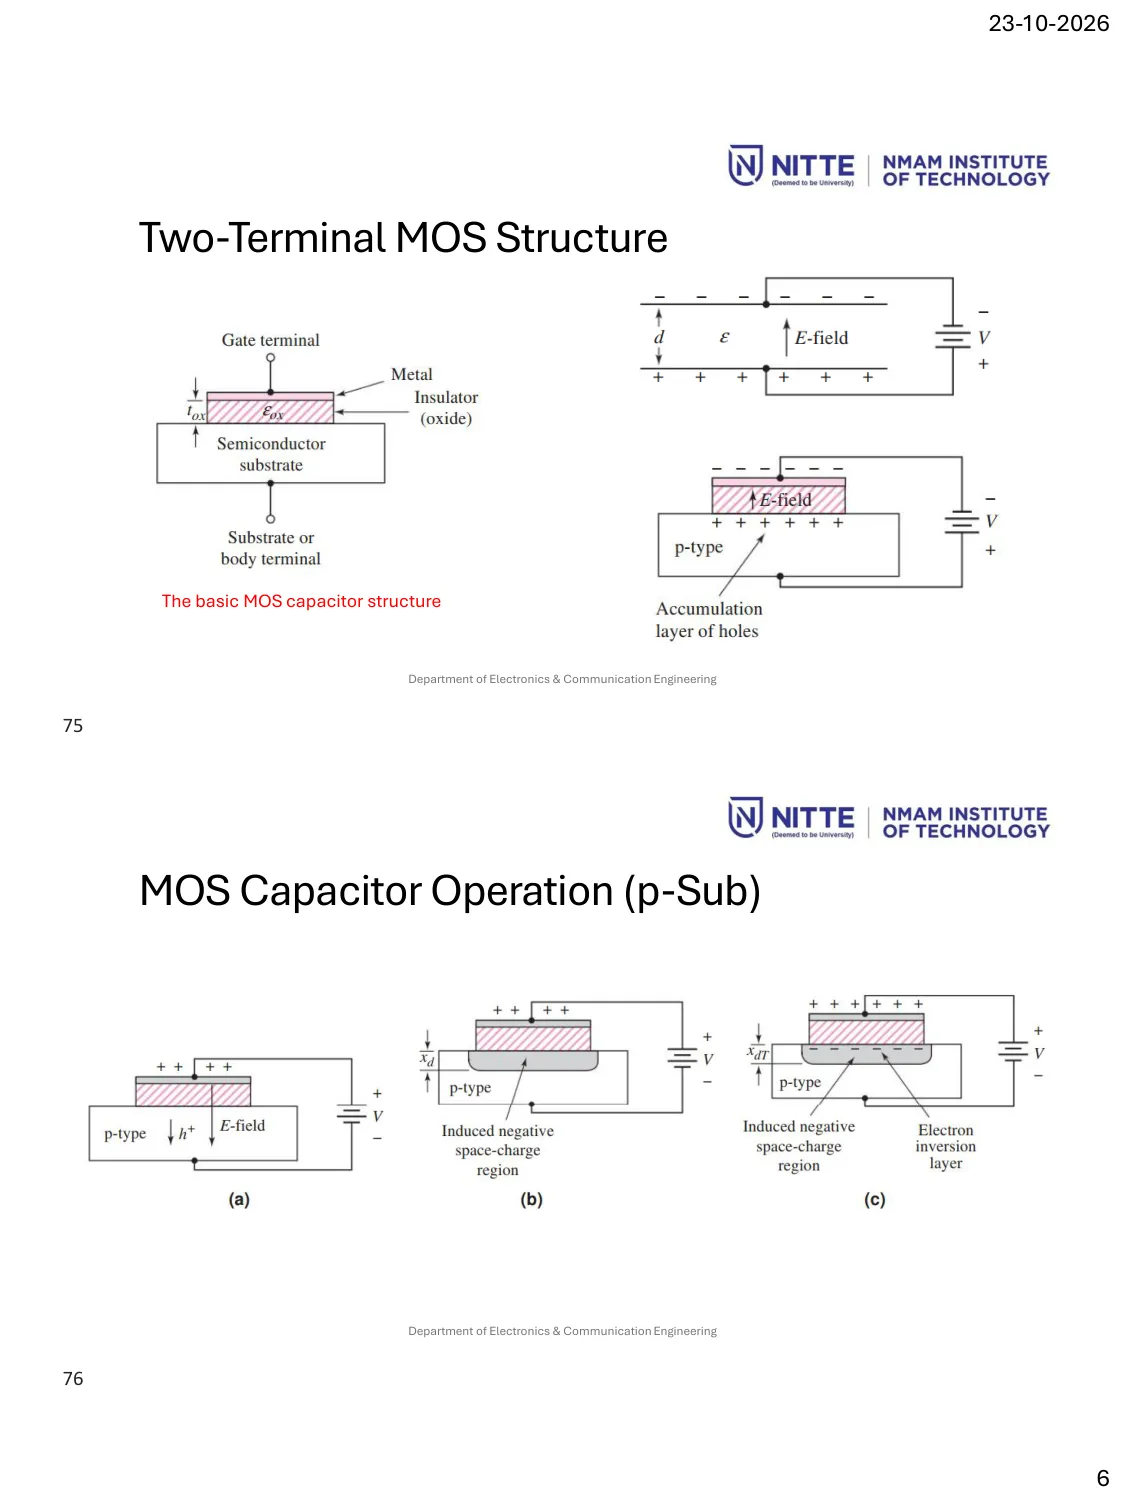 23-10-2026
NITTE
(Deemed to be University)
NMAM INSTITUTE
OF TECHNOLOGY
Two-Terminal MOS Structure
Gate terminal
Metal
Insulator
(oxide)
tox
εox
Semiconductor
substrate
Substrate or
body terminal
The basic MOS capacitor structure
− − − − − −
d
ε
E-field
+ + + + + +
−
V
+
− − − − − −
E-field
+ + + + + +
p-type
−
V
+
Accumulation
layer of holes
Department of Electronics & Communication Engineering
75
NITTE
(Deemed to be University)
NMAM INSTITUTE
OF TECHNOLOGY
MOS Capacitor Operation (p-Sub)
+ + + +
p-type
h+
E-field
+
V
−
(a)
+ + + +
xd
p-type
+
V
−
Induced negative
space-charge
region
(b)
+ + + + + +
xdT
− − − − − −
p-type
+
V
−
Induced negative
space-charge
region
Electron
inversion
layer
(c)
Department of Electronics & Communication Engineering
76
6